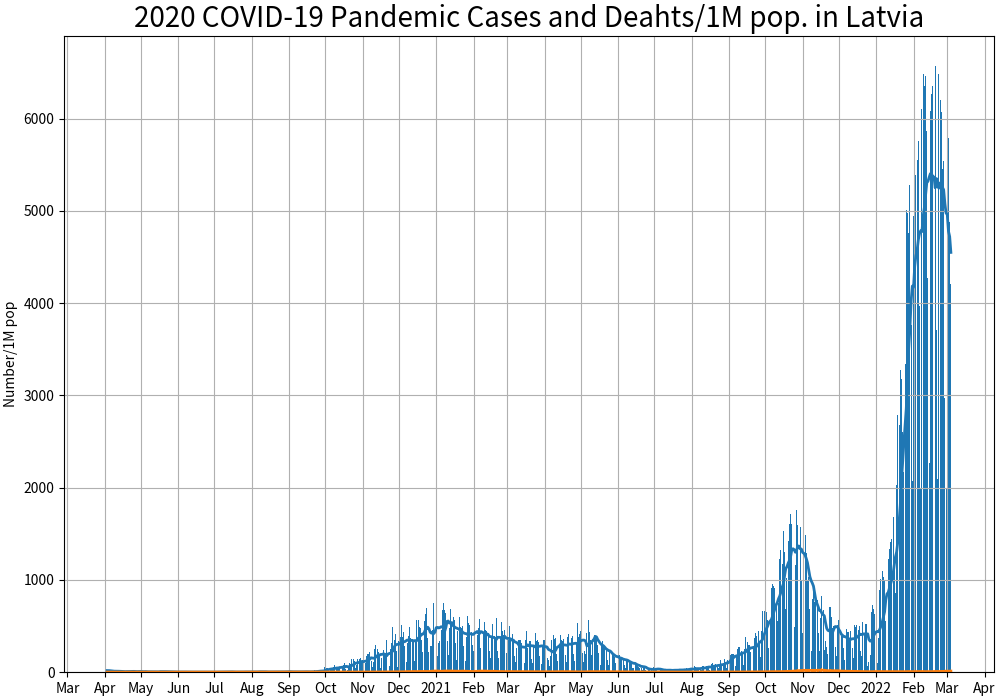 2020 COVID-19 Pandemic Cases and Deahts/1M pop. in Latvia
Number/1M pop
6000
5000
4000
3000
2000
1000
0
Mar Apr May Jun Jul Aug Sep Oct Nov Dec 2021 Feb Mar Apr May Jun Jul Aug Sep Oct Nov Dec 2022 Feb Mar Apr